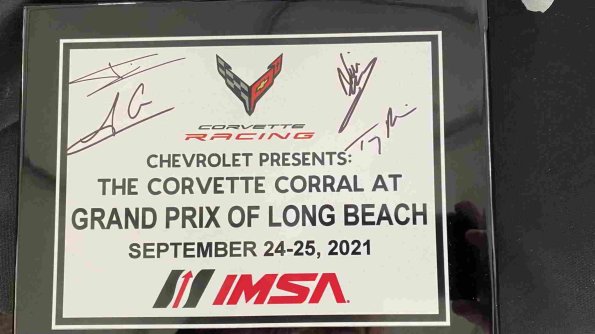 CORVETTE
RACING
CHEVROLET PRESENTS:
THE CORVETTE CORRAL AT
GRAND PRIX OF LONG BEACH
SEPTEMBER 24-25, 2021
IMSA